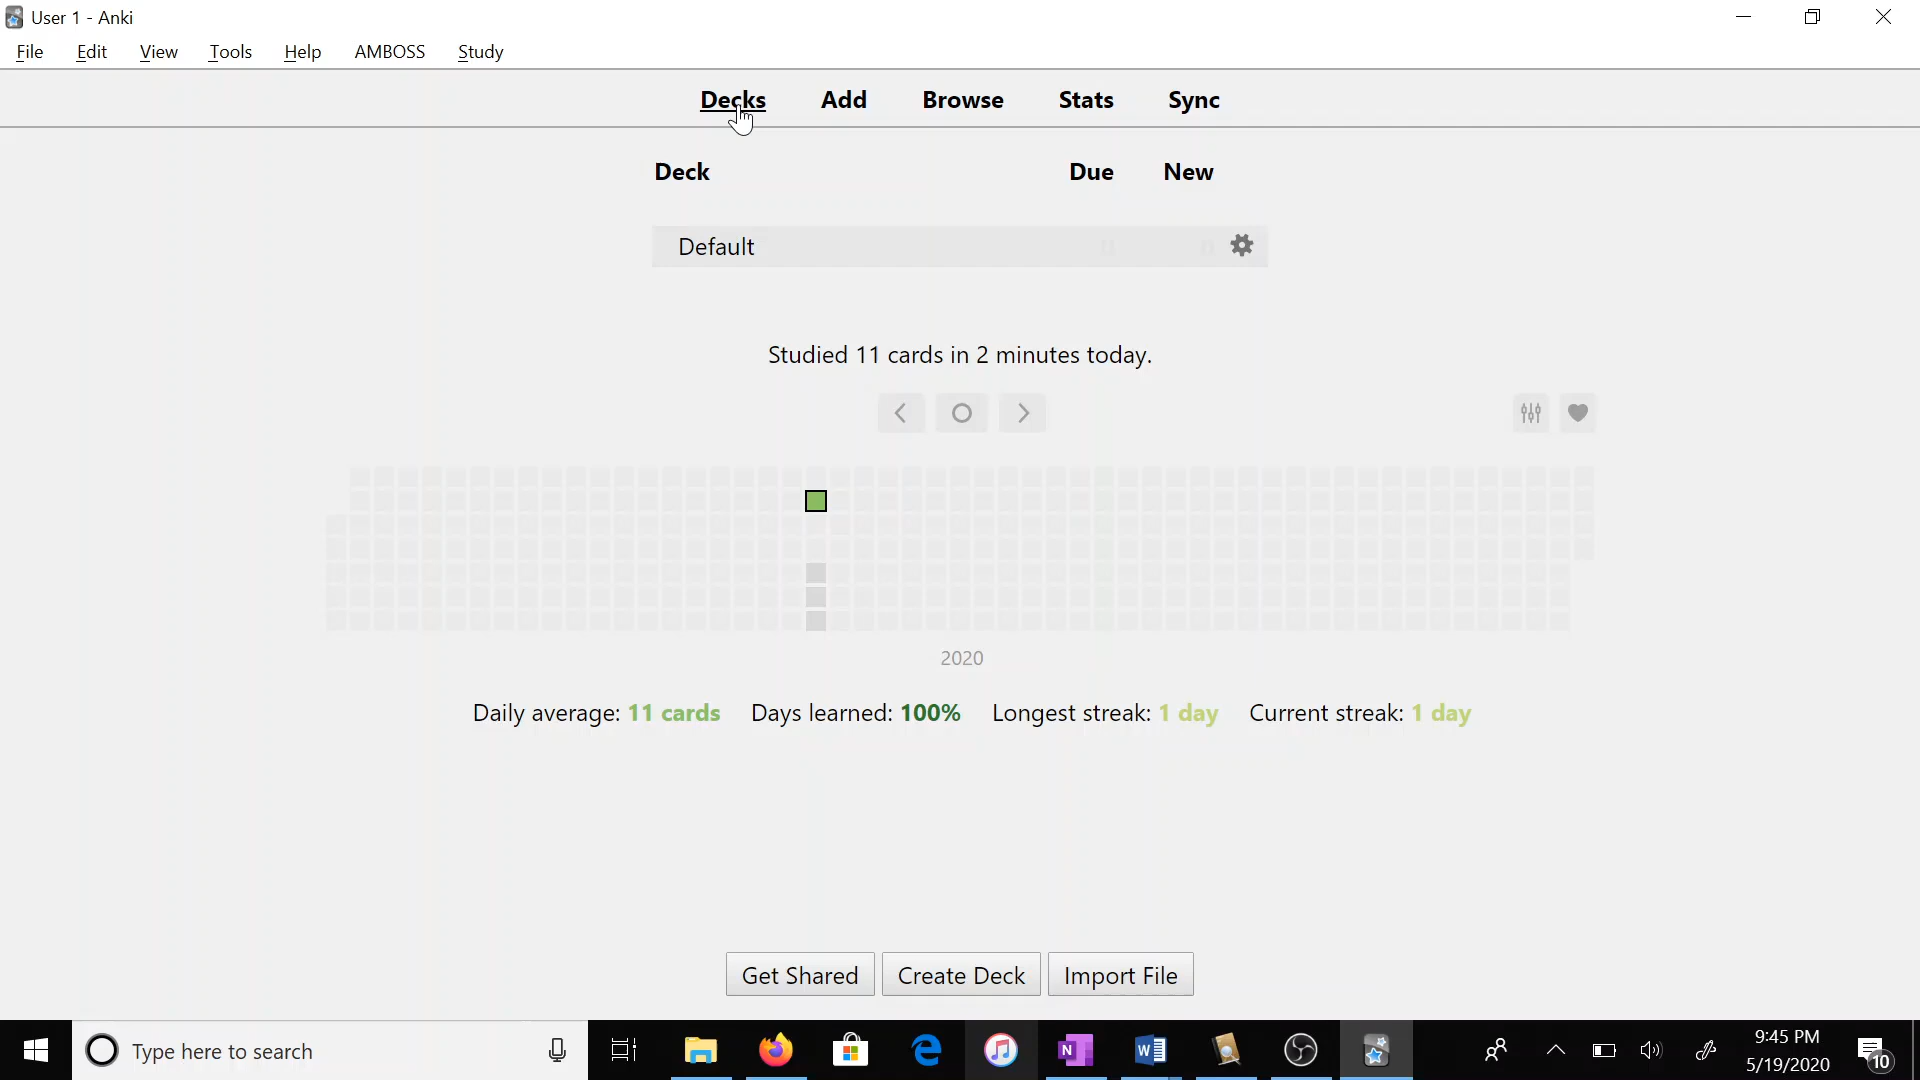 User 1 - Anki
File Edit View Tools Help AMBOSS Study
Decks Add Browse Stats Sync
Deck Due New
Default 0 0
Studied 11 cards in 2 minutes today.
2020
Daily average: 11 cards Days learned: 100% Longest streak: 1 day Current streak: 1 day
Get Shared Create Deck Import File
Type here to search
9:45 PM
5/19/2020
10